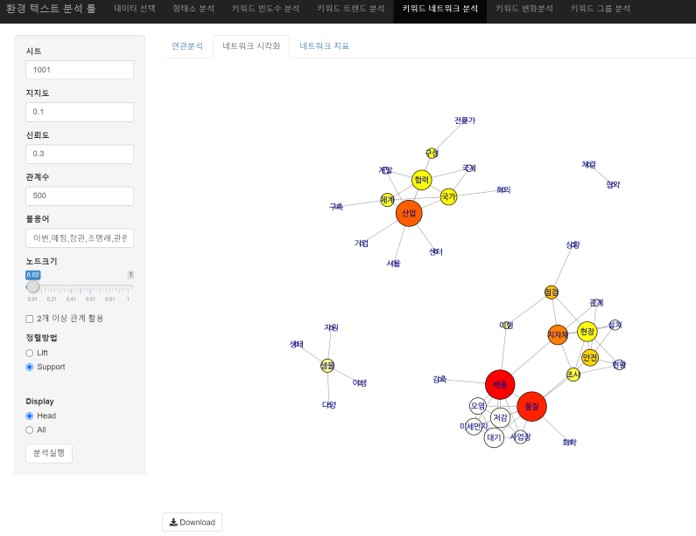 환경 텍스트 분석 툴
데이터 선택
형태소 분석
키워드 빈도수 분석
키워드 트렌드 분석
키워드 네트워크 분석
키워드 변화분석
키워드 그룹 분석
시드
1001
지지도
0.1
신뢰도
0.3
관계수
500
불용어
이번,예정,장관,조명래,관련
노드크기
0.02
1
0.01 0.21 0.41 0.61 0.81 1
2개 이상 관계 활용
정렬방법
Lift
Support
Display
Head
All
분석실행
연관분석
네트워크 시각화
네트워크 지표
전문가
구성
개발
협력
국제
체결
협약
세계
국가
회의
구축
산업
기업
센터
서울
상황
점검
관계
이행
지자체
현장
설치
안전
현황
조사
자원
생태
생물
야생
다양
감축
배출
물질
오염
저감
미세먼지
대기
사업장
화학
Download